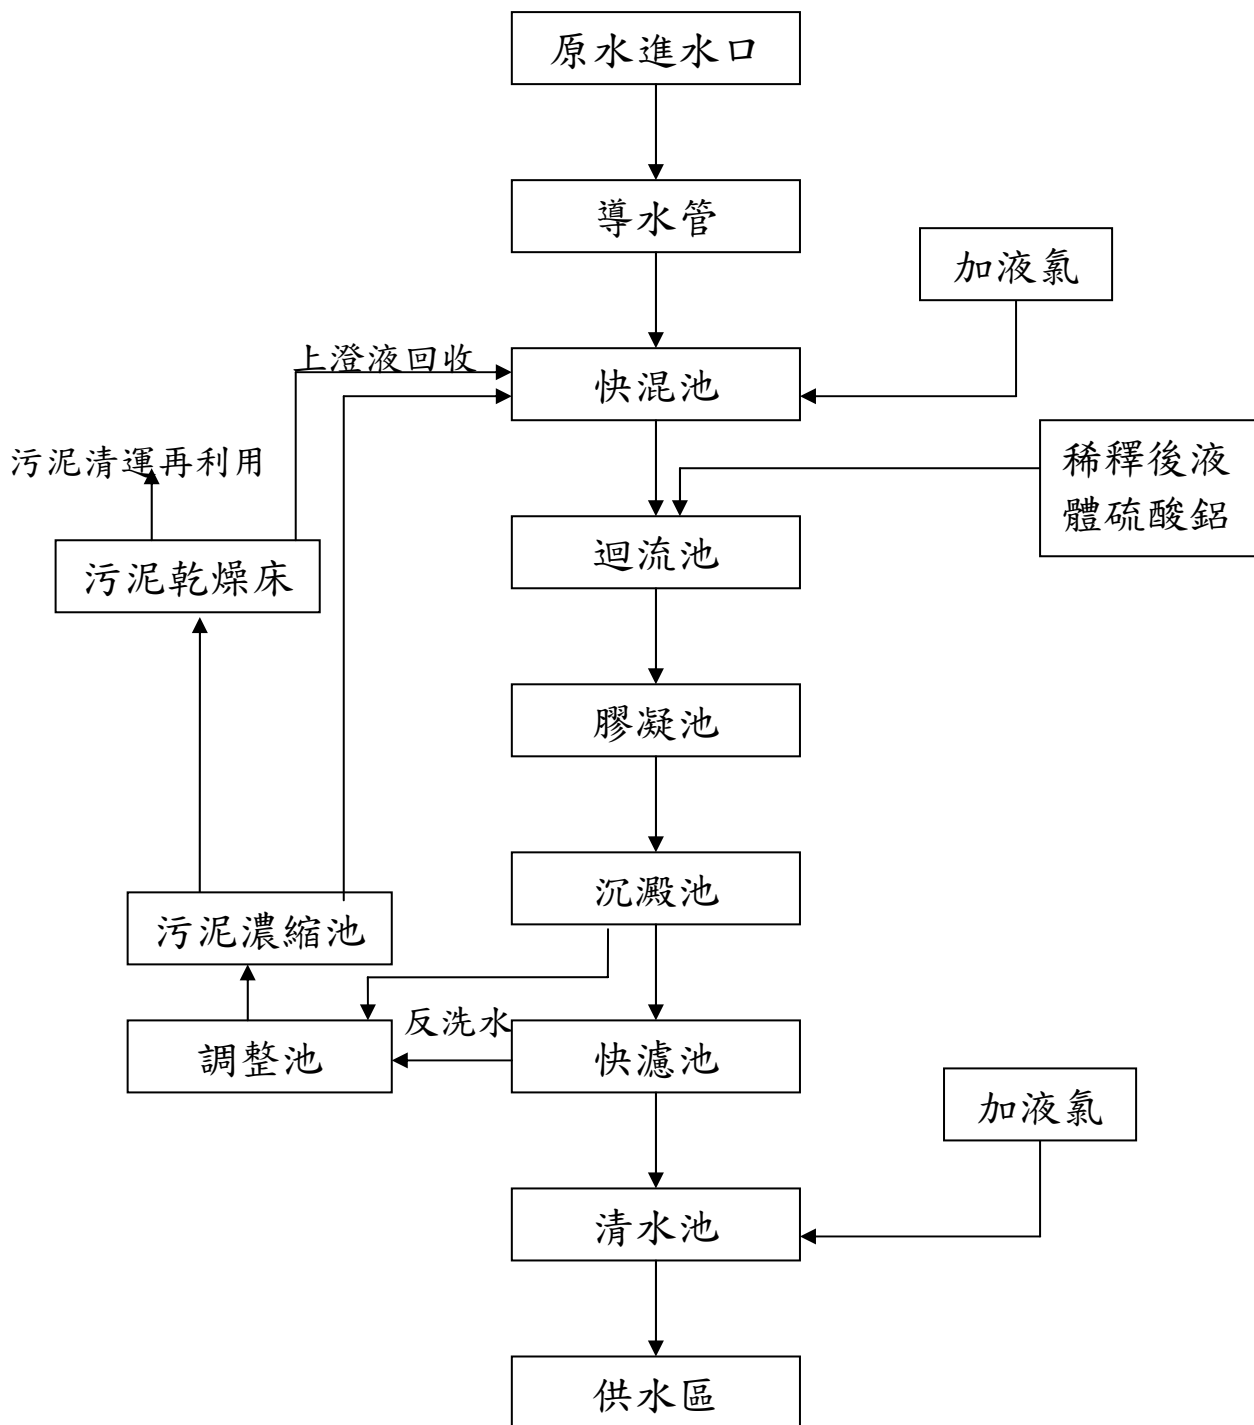 原水進水口
導水管
加液氯
上澄液回收
快混池
污泥清運再利用
稀釋後液
體硫酸鋁
迴流池
污泥乾燥床
膠凝池
沉澱池
污泥濃縮池
反洗水
調整池
快濾池
加液氯
清水池
供水區